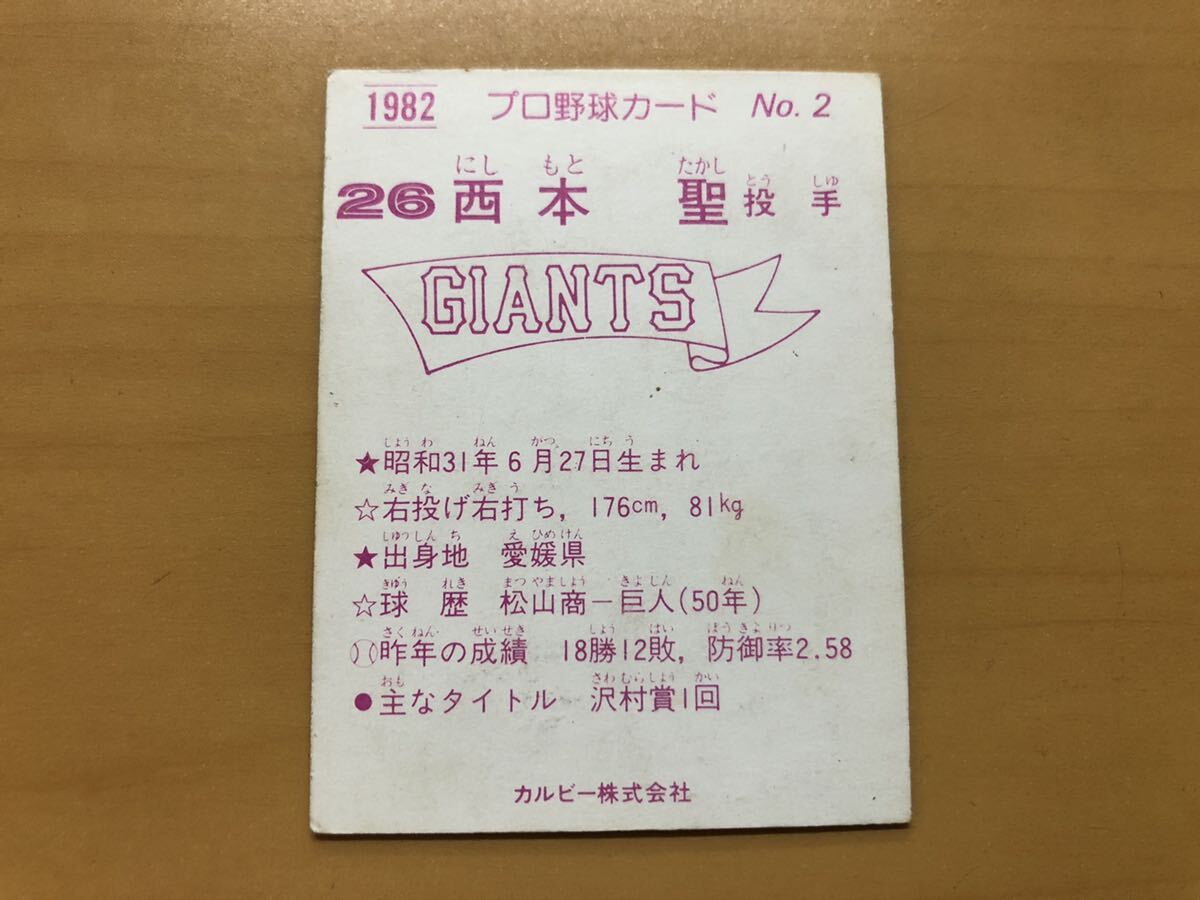 1982 プロ野球カード No. 2
にし もと たかし とう しゅ
26 西本 聖 投手
GIANTS
しょうわ ねん がつ にちう
★昭和31年6月27日生まれ
みぎな みぎう
☆右投げ右打ち, 176cm, 81kg
しゅっしんち えひめけん
★出身地 愛媛県
きゅうれき まつやましょう きょじん ねん
☆球歴 松山商－巨人(50年)
さくねん せいせき しょう はい ぼうぎょりつ
昨年の成績 18勝12敗, 防御率2.58
おも さわむらしょう かい
●主なタイトル 沢村賞1回
カルビー株式会社